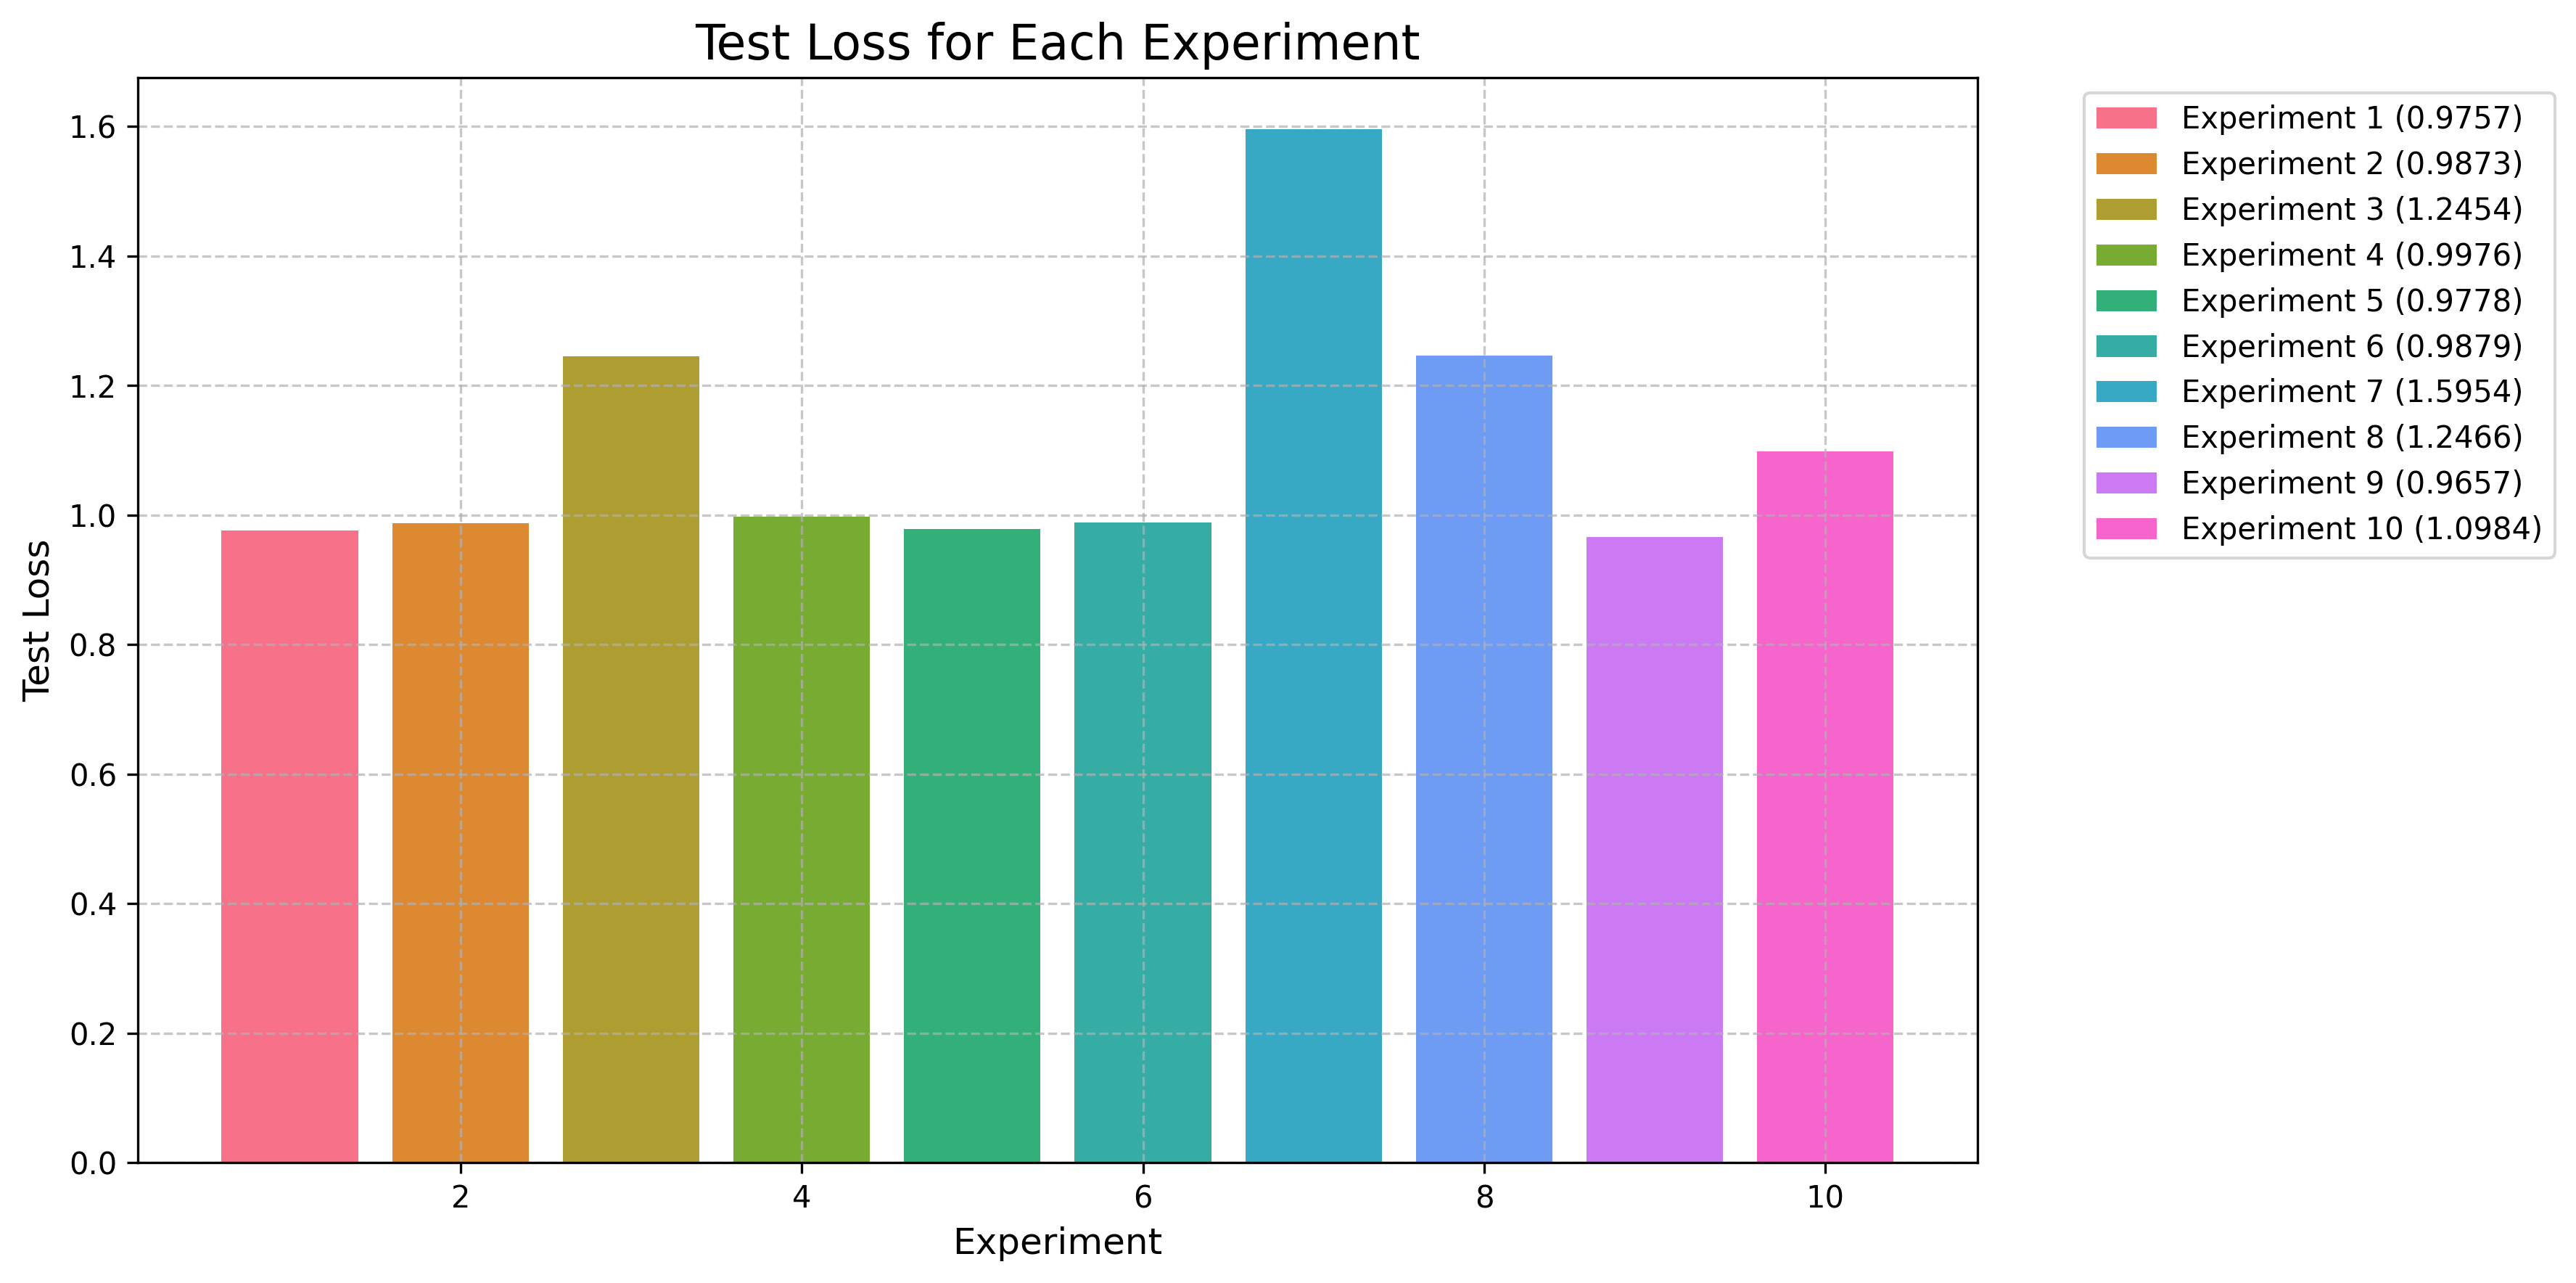 Test Loss for Each Experiment
1.6
1.4
1.2
1.0
0.8
0.6
0.4
0.2
0.0
Test Loss
2 4 6 8 10
Experiment
Experiment 1 (0.9757)
Experiment 2 (0.9873)
Experiment 3 (1.2454)
Experiment 4 (0.9976)
Experiment 5 (0.9778)
Experiment 6 (0.9879)
Experiment 7 (1.5954)
Experiment 8 (1.2466)
Experiment 9 (0.9657)
Experiment 10 (1.0984)